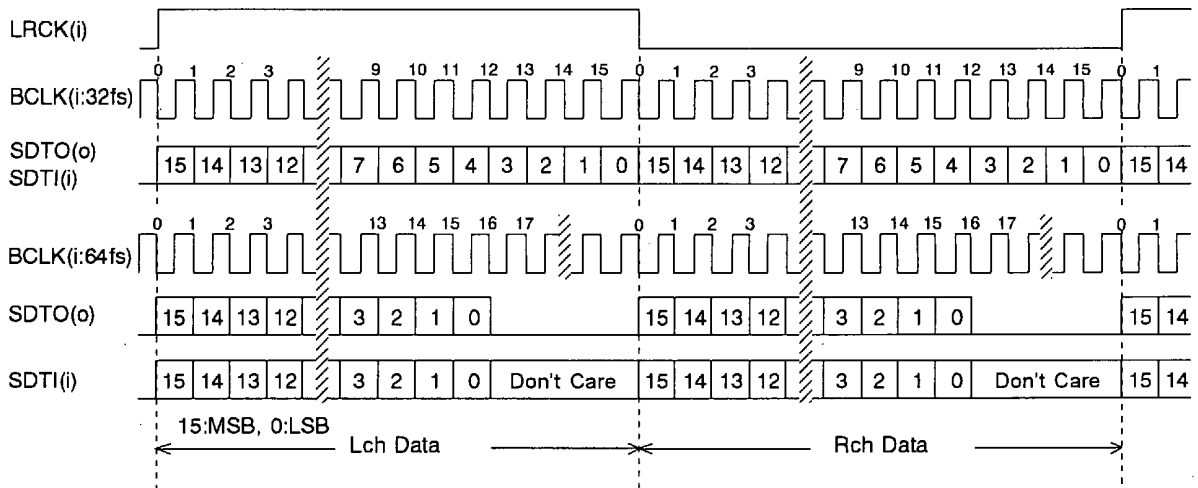 LRCK(i)
0 1 2 3 9 10 11 12 13 14 15 0 1 2 3 9 10 11 12 13 14 15 0 1
BCLK(i:32fs)
SDTO(o)
SDTI(i)
15 14 13 12 7 6 5 4 3 2 1 0 15 14 13 12 7 6 5 4 3 2 1 0 15 14
0 1 2 3 13 14 15 16 17 0 1 2 3 13 14 15 16 17 0 1
BCLK(i:64fs)
SDTO(o) 15 14 13 12 3 2 1 0 15 14 13 12 3 2 1 0 15 14
SDTI(i) 15 14 13 12 3 2 1 0 Don't Care 15 14 13 12 3 2 1 0 Don't Care 15 14
15:MSB, 0:LSB
Lch Data Rch Data